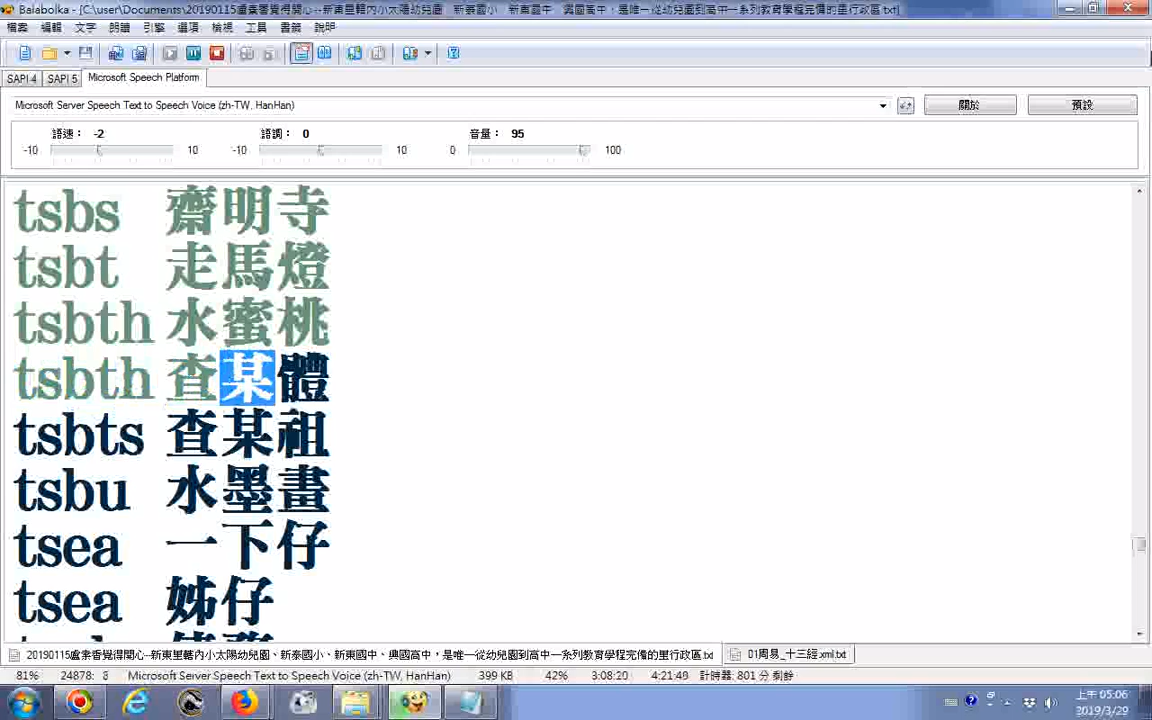 Balabolka - [C:\user\Documents\20190115盧素香覺得開心--新東里轄內小太陽幼兒園、新泰國小、新東國中、興國高中，是唯一從幼兒園到高中一系列教育學程完備的里行政區.txt]
檔案 編輯 文字 朗讀 引擎 選項 檢視 工具 書籤 說明
SAPI 4 SAPI 5 Microsoft Speech Platform
Microsoft Server Speech Text to Speech Voice (zh-TW, HanHan) 關於 預設
語速： -2 語調： 0 音量： 95
-10 10 -10 10 0 100
tsbs 齋明寺
tsbt 走馬燈
tsbth 水蜜桃
tsbth 查某體
tsbts 查某祖
tsbu 水墨畫
tsea 一下仔
tsea 姊仔
20190115盧素香覺得開心--新東里轄內小太陽幼兒園、新泰國小、新東國中、興國高中，是唯一從幼兒園到高中一系列教育學程完備的里行政區.txt 01周易_十三經.xml.txt
81% 24878: 8 Microsoft Server Speech Text to Speech Voice (zh-TW, HanHan) 399 KB 42% 3:08:20 4:21:48 計時器: 801 分 剩餘
上午 05:06
2019/3/29